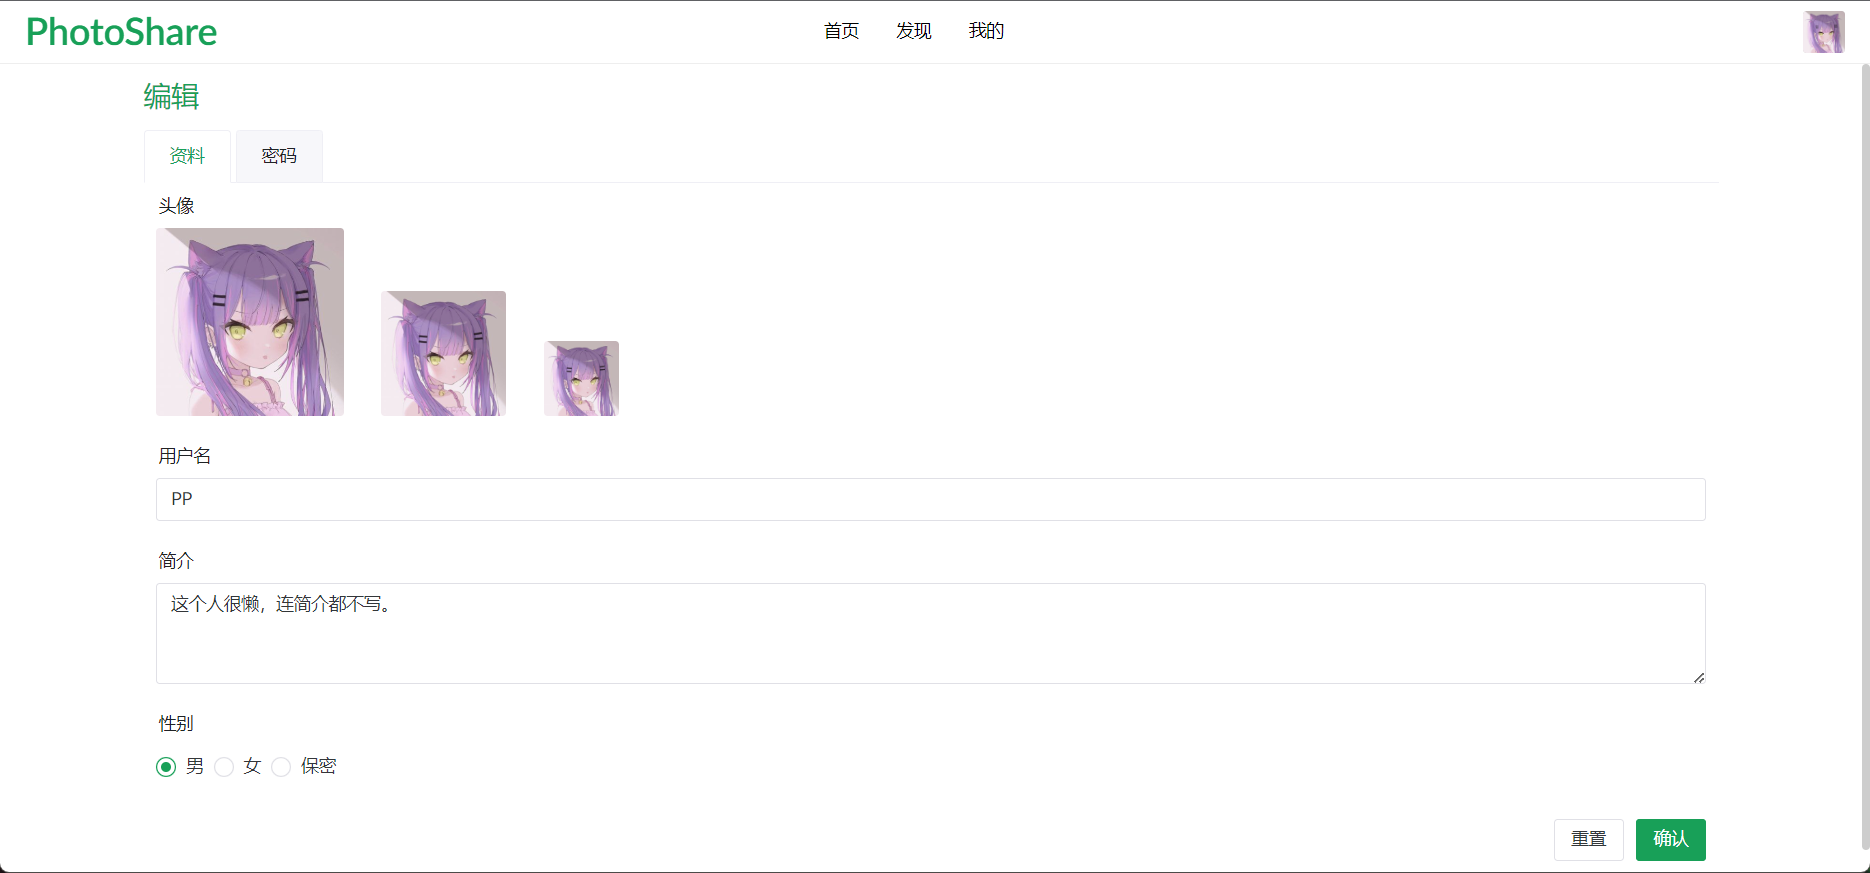 PhotoShare
首页 发现 我的
编辑
资料 密码
头像
用户名
PP
简介
这个人很懒，连简介都不写。
性别
男 女 保密
重置 确认